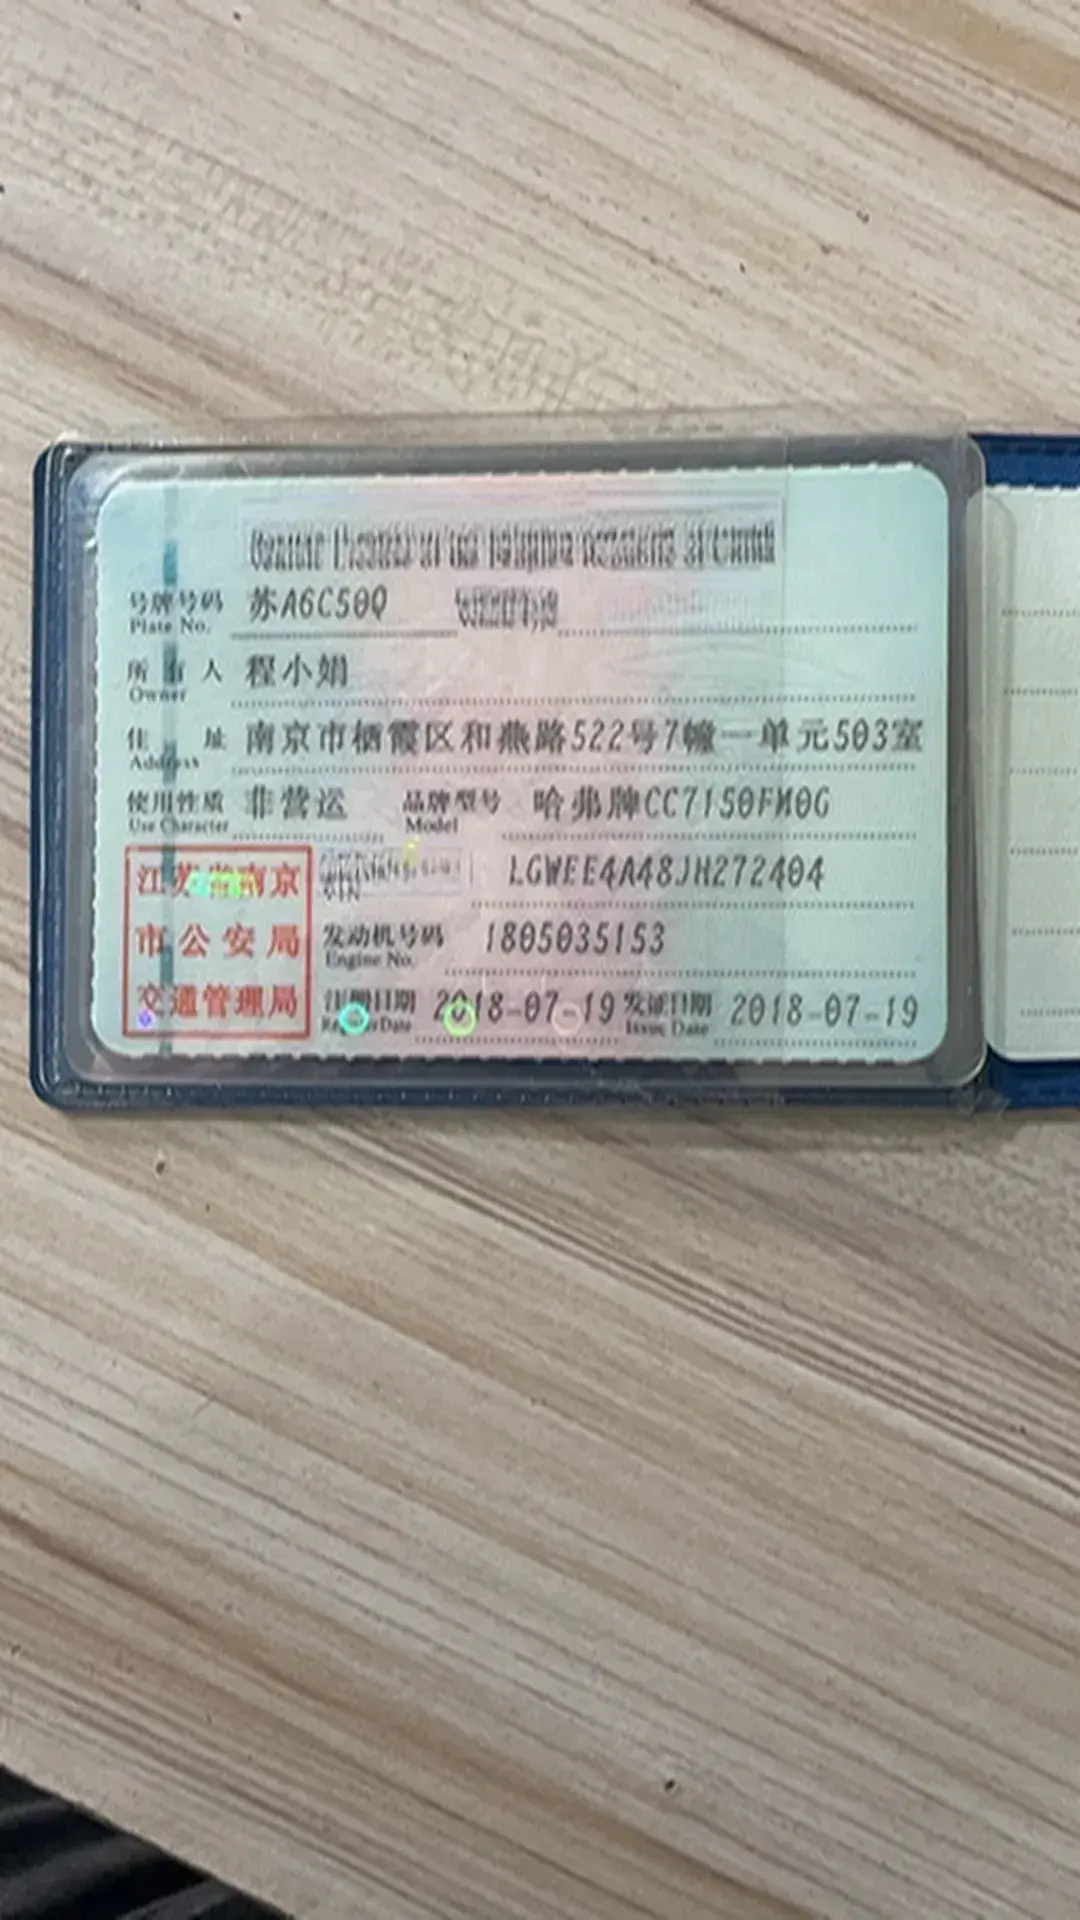 号牌号码 苏A6C50Q
Plate No.
所有人 程小娟
Owner
住址 南京市栖霞区和燕路522号7幢一单元503室
Address
使用性质 非营运 品牌型号 哈弗牌CC7150FM0G
Use Character Model
江苏省南京 LGWEE4A48JH272404
VIN
市公安局 发动机号码 1805035153
Engine No.
交通管理局 注册日期 2018-07-19 发证日期 2018-07-19
Register Date Issue Date